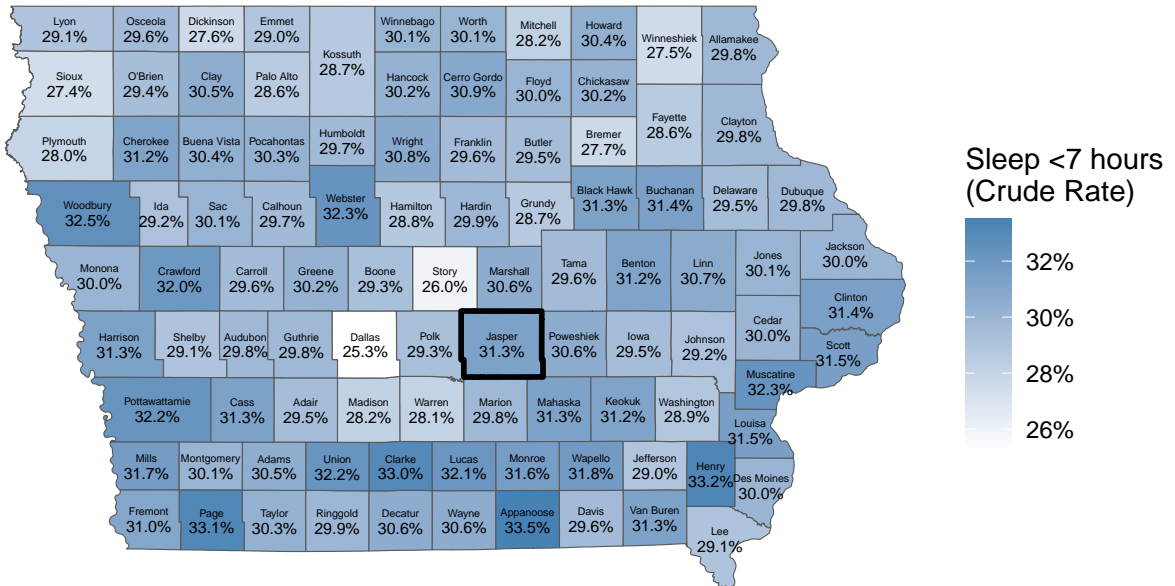 Lyon
29.1%
Osceola
29.6%
Dickinson
27.6%
Emmet
29.0%
Kossuth
28.7%
Winnebago
30.1%
Worth
30.1%
Mitchell
28.2%
Howard
30.4%
Winneshiek
27.5%
Allamakee
29.8%
Sioux
27.4%
O'Brien
29.4%
Clay
30.5%
Palo Alto
28.6%
Hancock
30.2%
Cerro Gordo
30.9%
Floyd
30.0%
Chickasaw
30.2%
Fayette
28.6%
Clayton
29.8%
Plymouth
28.0%
Cherokee
31.2%
Buena Vista
30.4%
Pocahontas
30.3%
Humboldt
29.7%
Wright
30.8%
Franklin
29.6%
Butler
29.5%
Bremer
27.7%
Woodbury
32.5%
Ida
29.2%
Sac
30.1%
Calhoun
29.7%
Webster
32.3%
Hamilton
28.8%
Hardin
29.9%
Grundy
28.7%
Black Hawk
31.3%
Buchanan
31.4%
Delaware
29.5%
Dubuque
29.8%
Monona
30.0%
Crawford
32.0%
Carroll
29.6%
Greene
30.2%
Boone
29.3%
Story
26.0%
Marshall
30.6%
Tama
29.6%
Benton
31.2%
Linn
30.7%
Jones
30.1%
Jackson
30.0%
Clinton
31.4%
Harrison
31.3%
Shelby
29.1%
Audubon
29.8%
Guthrie
29.8%
Dallas
25.3%
Polk
29.3%
Jasper
31.3%
Poweshiek
30.6%
Iowa
29.5%
Johnson
29.2%
Cedar
30.0%
Scott
31.5%
Muscatine
32.3%
Pottawattamie
32.2%
Cass
31.3%
Adair
29.5%
Madison
28.2%
Warren
28.1%
Marion
29.8%
Mahaska
31.3%
Keokuk
31.2%
Washington
28.9%
Louisa
31.5%
Mills
31.7%
Montgomery
30.1%
Adams
30.5%
Union
32.2%
Clarke
33.0%
Lucas
32.1%
Monroe
31.6%
Wapello
31.8%
Jefferson
29.0%
Henry
33.2%
Des Moines
30.0%
Fremont
31.0%
Page
33.1%
Taylor
30.3%
Ringgold
29.9%
Decatur
30.6%
Wayne
30.6%
Appanoose
33.5%
Davis
29.6%
Van Buren
31.3%
Lee
29.1%
Sleep <7 hours
(Crude Rate)
32%
30%
28%
26%